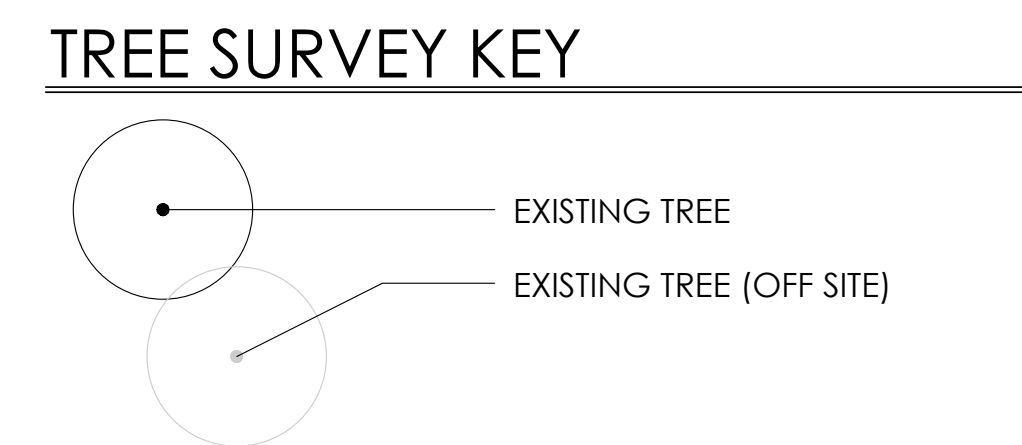 TREE SURVEY KEY
EXISTING TREE
EXISTING TREE (OFF SITE)